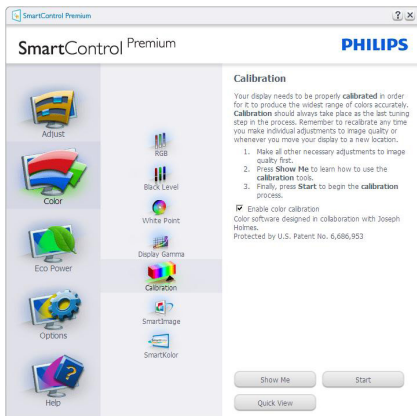 SmartControl Premium
SmartControl Premium
PHILIPS
Adjust
Color
Eco Power
Options
Help
RGB
Black Level
White Point
Display Gamma
Calibration
SmartImage
SmartKolor
Calibration
Your display needs to be properly calibrated in order
for it to produce the widest range of colors accurately.
Calibration should always take place as the last tuning
step in the process. Remember to recalibrate any time
you make individual adjustments to image quality or
whenever you move your display to a new location.
1. Make all other necessary adjustments to image
quality first.
2. Press Show Me to learn how to use the
calibration tools.
3. Finally, press Start to begin the calibration
process.
Enable color calibration
Color software designed in collaboration with Joseph
Holmes.
Protected by U.S. Patent No. 6,686,953
Show Me
Start
Quick View